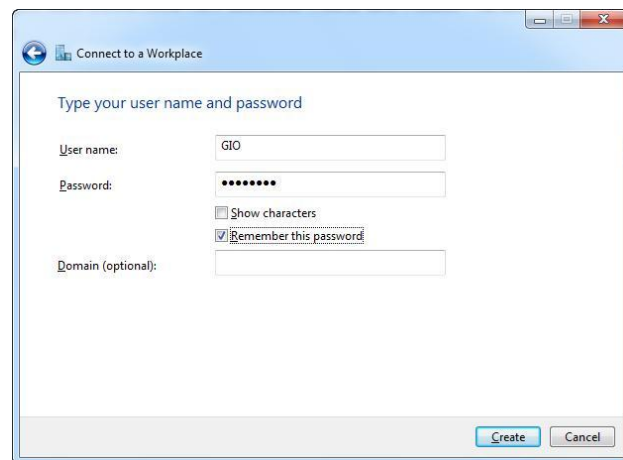 Connect to a Workplace
Type your user name and password
User name:
GIO
Password:
••••••••
Show characters
Remember this password
Domain (optional):
Create
Cancel